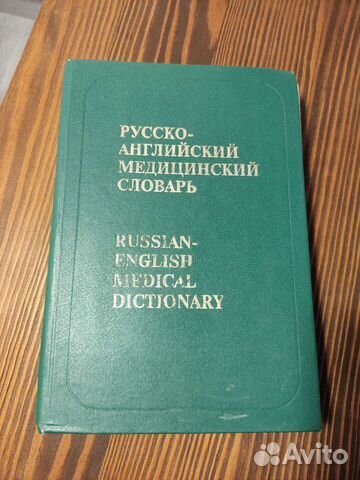 РУССКО-
АНГЛИЙСКИЙ
МЕДИЦИНСКИЙ
СЛОВАРЬ
RUSSIAN-
ENGLISH
MEDICAL
DICTIONARY
Avito